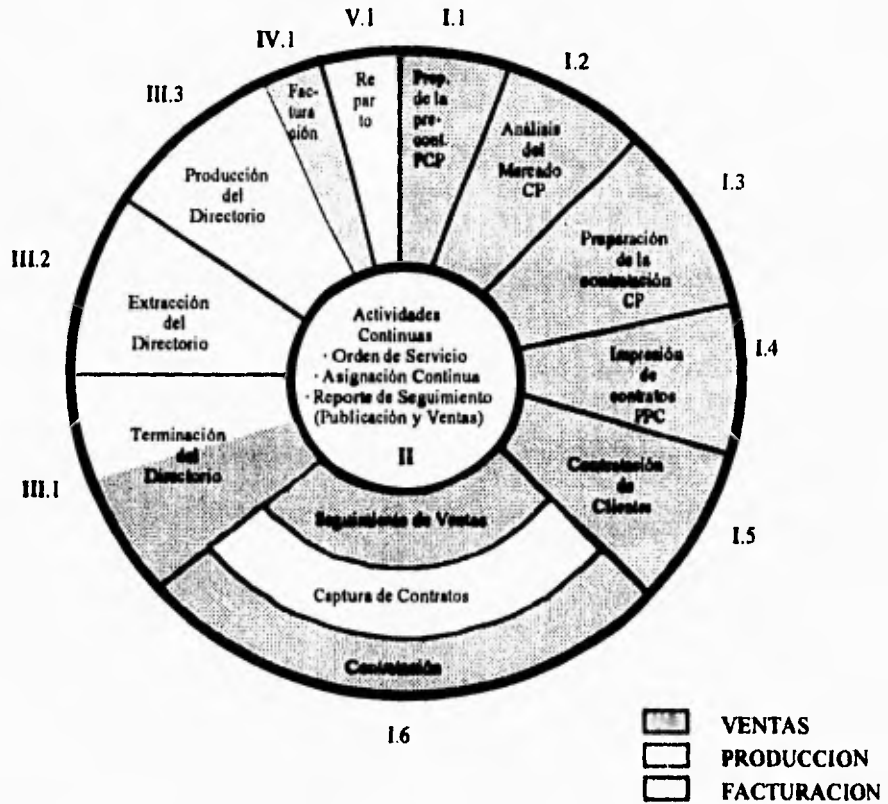 V.1
I.1
IV.1
I.2
III.3
I.3
III.2
I.4
III.1
I.5
I.6
Re
par
to
Prep.
de la
pre-
cont.
PCP
Fac-
tura
ción
Análisis
del
Mercado
CP
Producción
del
Directorio
Preparación
de la
contratación
CP
Extracción
del
Directorio
Impresión
de
contratos
PPC
Terminación
del
Directorio
Contratación
de
Clientes
Actividades
Continuas
· Orden de Servicio
· Asignación Continua
· Reporte de Seguimiento
(Publicación y Ventas)
II
Seguimiento de Ventas
Captura de Contratos
Contratación
VENTAS
PRODUCCION
FACTURACION